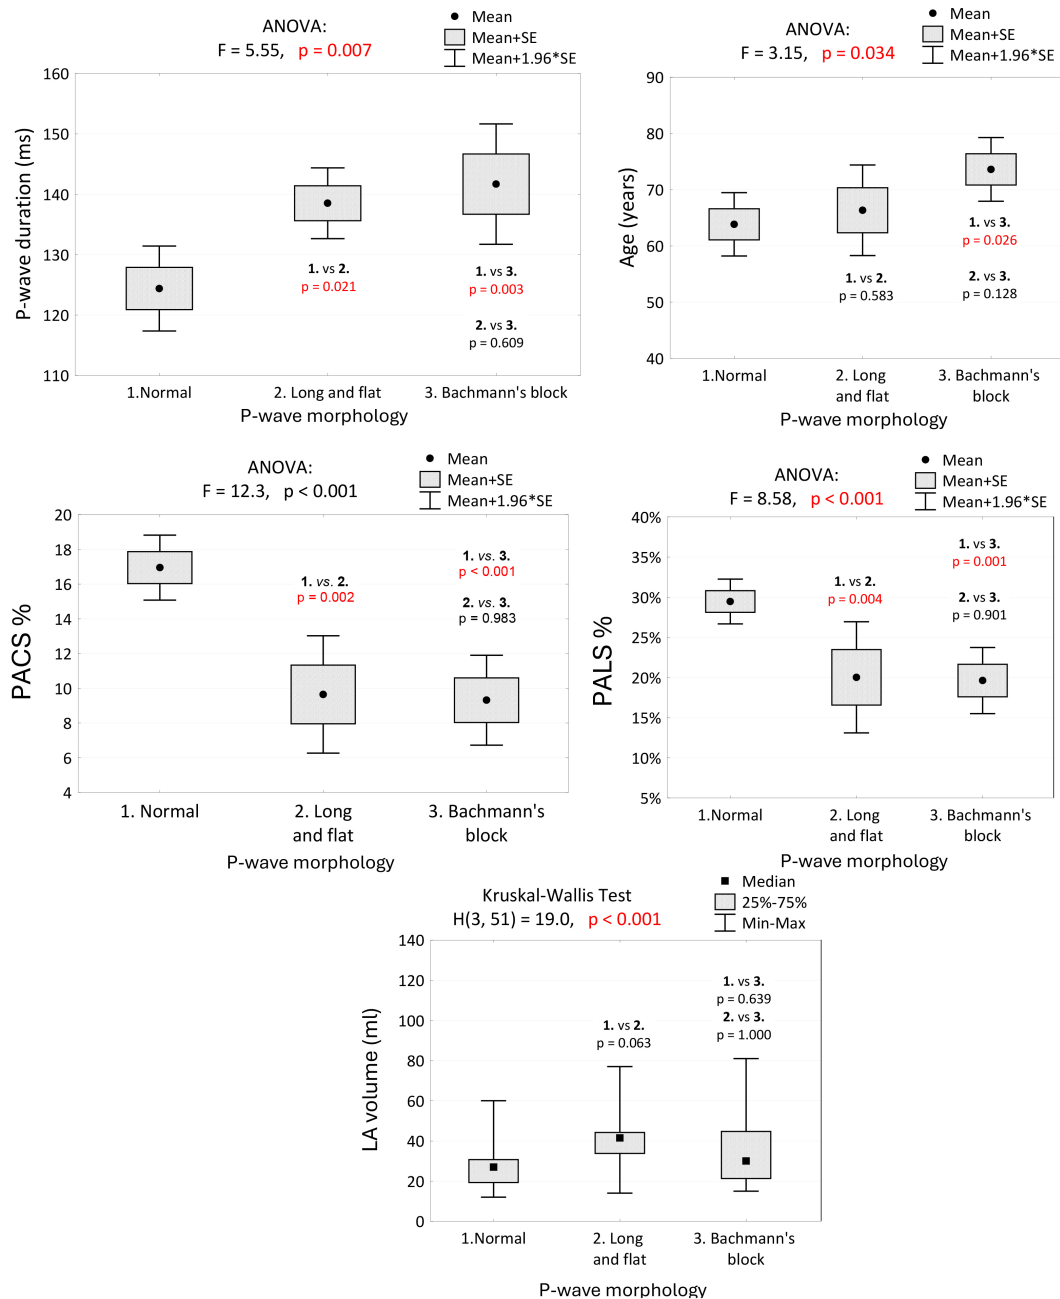 ANOVA:
F = 5.55, p = 0.007
Mean
Mean+SE
Mean+1.96*SE
P-wave duration (ms)
160
150
140
130
120
110
1. vs 2.
p = 0.021
1. vs 3.
p = 0.003
2. vs 3.
p = 0.609
1.Normal
2. Long and flat
3. Bachmann's block
P-wave morphology
ANOVA:
F = 3.15, p = 0.034
Mean
Mean+SE
Mean+1.96*SE
Age (years)
90
80
70
60
50
40
1. vs 2.
p = 0.583
1. vs 3.
p = 0.026
2. vs 3.
p = 0.128
1.Normal
2. Long
and flat
3. Bachmann's
block
P-wave morphology
ANOVA:
F = 12.3, p < 0.001
Mean
Mean+SE
Mean+1.96*SE
PACS %
20
18
16
14
12
10
8
6
4
1. vs. 2.
p = 0.002
1. vs. 3.
p < 0.001
2. vs. 3.
p = 0.983
1. Normal
2. Long
and flat
3. Bachmann's
block
P-wave morphology
ANOVA:
F = 8.58, p < 0.001
Mean
Mean+SE
Mean+1.96*SE
PALS %
40%
35%
30%
25%
20%
15%
10%
5%
1. vs 2.
p = 0.004
1. vs 3.
p = 0.001
2. vs 3.
p = 0.901
1.Normal
2. Long
and flat
3. Bachmann's
block
P-wave morphology
Kruskal-Wallis Test
H(3, 51) = 19.0, p < 0.001
Median
25%-75%
Min-Max
LA volume (ml)
140
120
100
80
60
40
20
0
1. vs 2.
p = 0.063
1. vs 3.
p = 0.639
2. vs 3.
p = 1.000
1.Normal
2. Long
and flat
3. Bachmann's
block
P-wave morphology